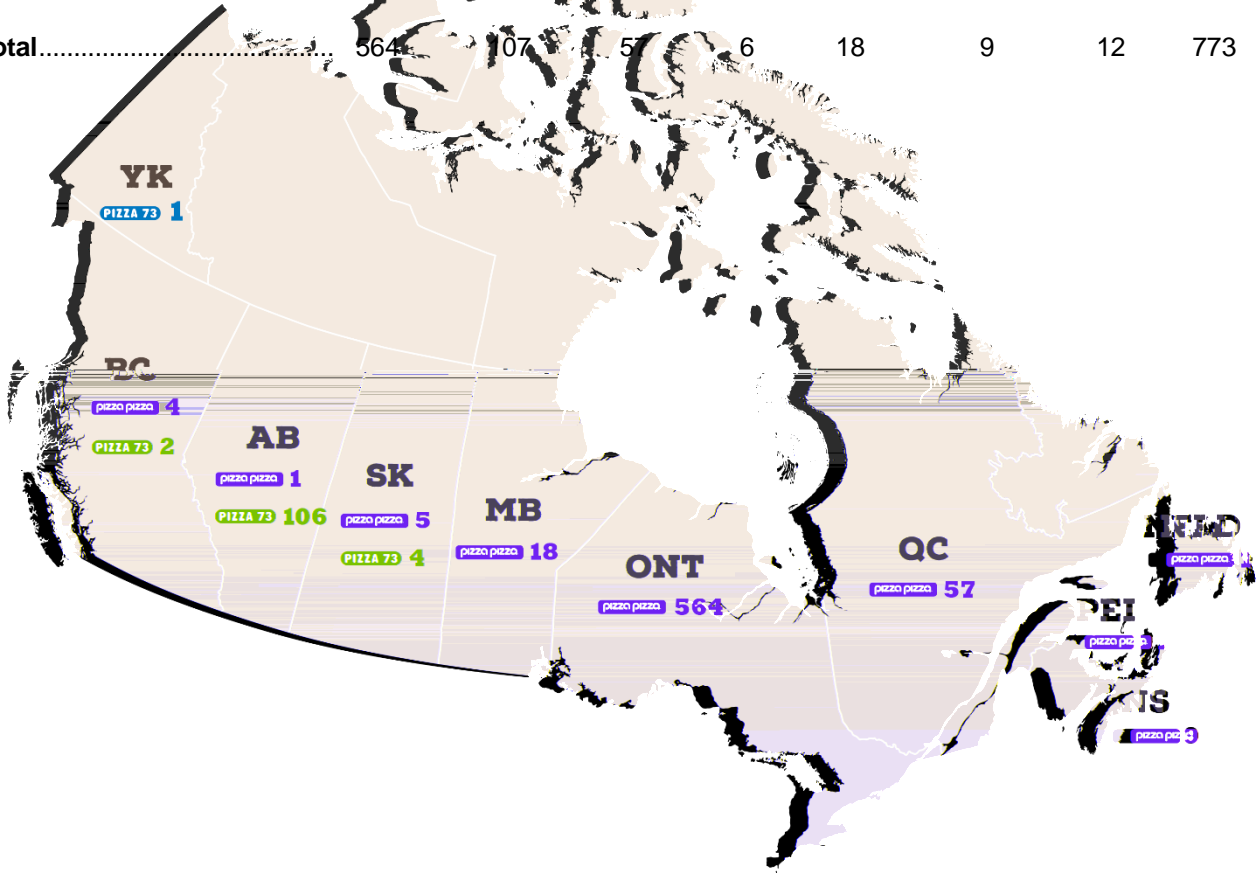 otal................................................ 564 107 57 6 18 9 12 773
YK
PIZZA 73 1
BC
pizza pizza 4
PIZZA 73 2
AB
pizza pizza 1
PIZZA 73 106
SK
pizza pizza 5
PIZZA 73 4
MB
pizza pizza 18
ONT
pizza pizza 564
QC
pizza pizza 57
NFLD
pizza pizza
PEI
pizza pizza
NS
pizza pizza